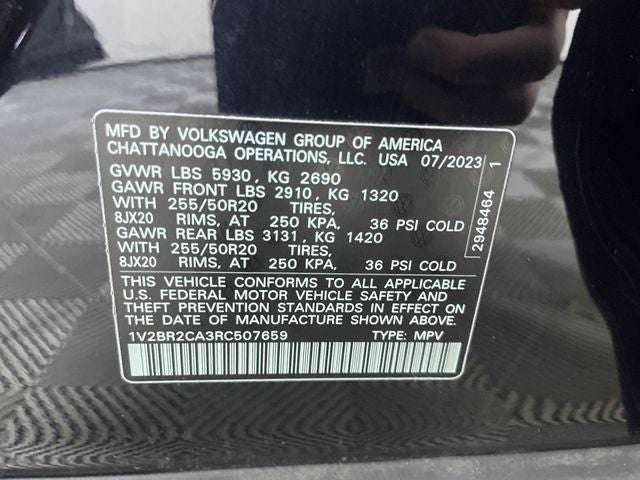 MFD BY VOLKSWAGEN GROUP OF AMERICA
CHATTANOOGA OPERATIONS, LLC. USA 07/2023
GVWR LBS 5930, KG 2690
GAWR FRONT LBS 2910, KG 1320
WITH 255/50R20 TIRES,
8JX20 RIMS, AT 250 KPA, 36 PSI COLD
GAWR REAR LBS 3131, KG 1420
WITH 255/50R20 TIRES,
8JX20 RIMS, AT 250 KPA, 36 PSI COLD
THIS VEHICLE CONFORMS TO ALL APPLICABLE
U.S. FEDERAL MOTOR VEHICLE SAFETY AND
THEFT PREVENTION STANDARDS IN EFFECT ON
THE DATE OF MANUFACTURE SHOWN ABOVE.
1V2BR2CA3RC507659 TYPE: MPV
2948464 1